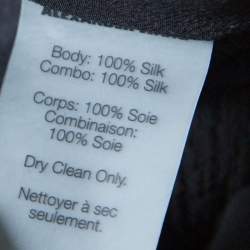 Body: 100% Silk
Combo: 100% Silk
Corps: 100% Soie
Combinaison:
100% Soie
Dry Clean Only.
Nettoyer à sec
seulement.